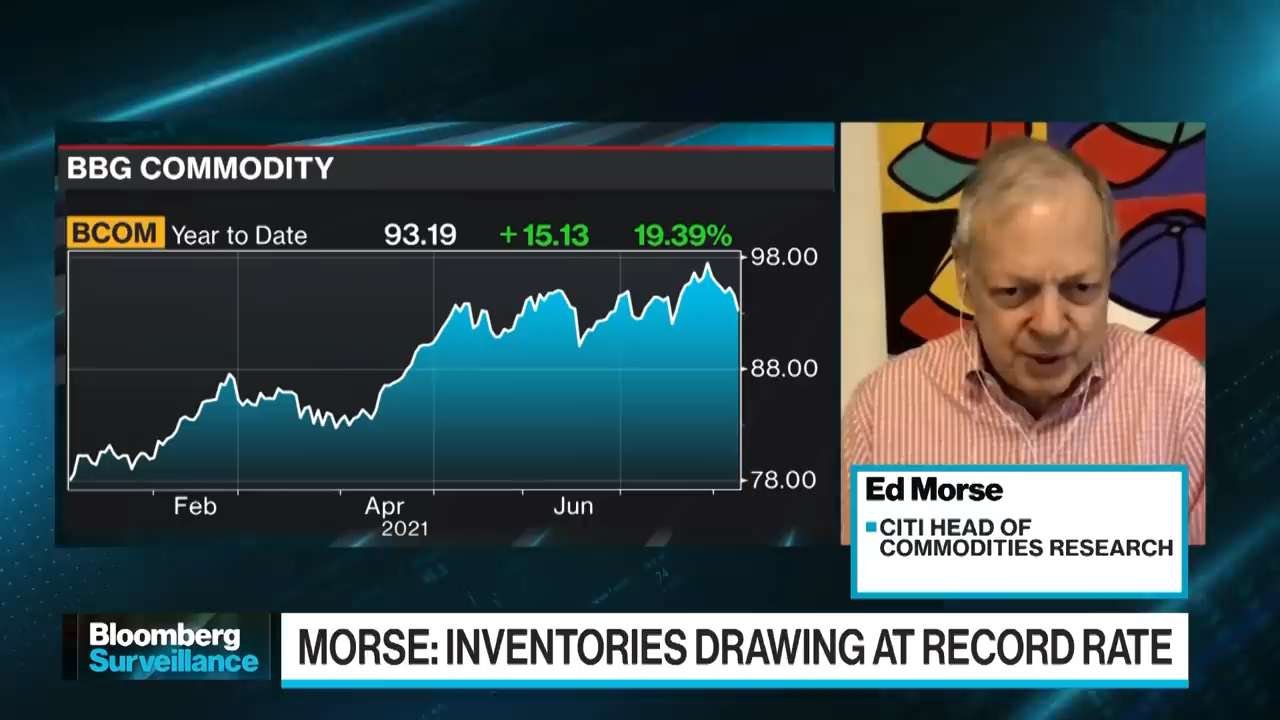 BBG COMMODITY
BCOM Year to Date 93.19 +15.13 19.39%
98.00
88.00
78.00
Feb Apr Jun
2021
Ed Morse
CITI HEAD OF
COMMODITIES RESEARCH
Bloomberg
Surveillance
MORSE: INVENTORIES DRAWING AT RECORD RATE